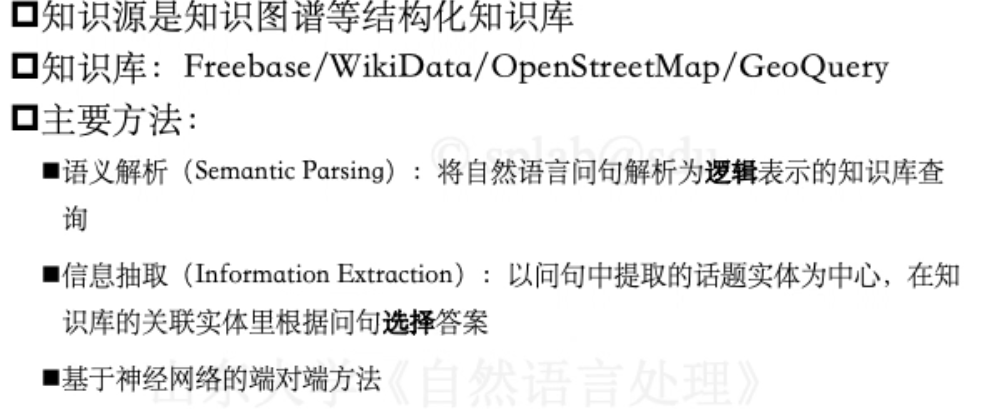 知识源是知识图谱等结构化知识库
知识库：Freebase/WikiData/OpenStreetMap/GeoQuery
主要方法：
© splab@sdu
语义解析（Semantic Parsing）：将自然语言问句解析为逻辑表示的知识库查
询
信息抽取（Information Extraction）：以问句中提取的话题实体为中心，在知
识库的关联实体里根据问句选择答案
基于神经网络的端对端方法
山东大学《自然语言处理》